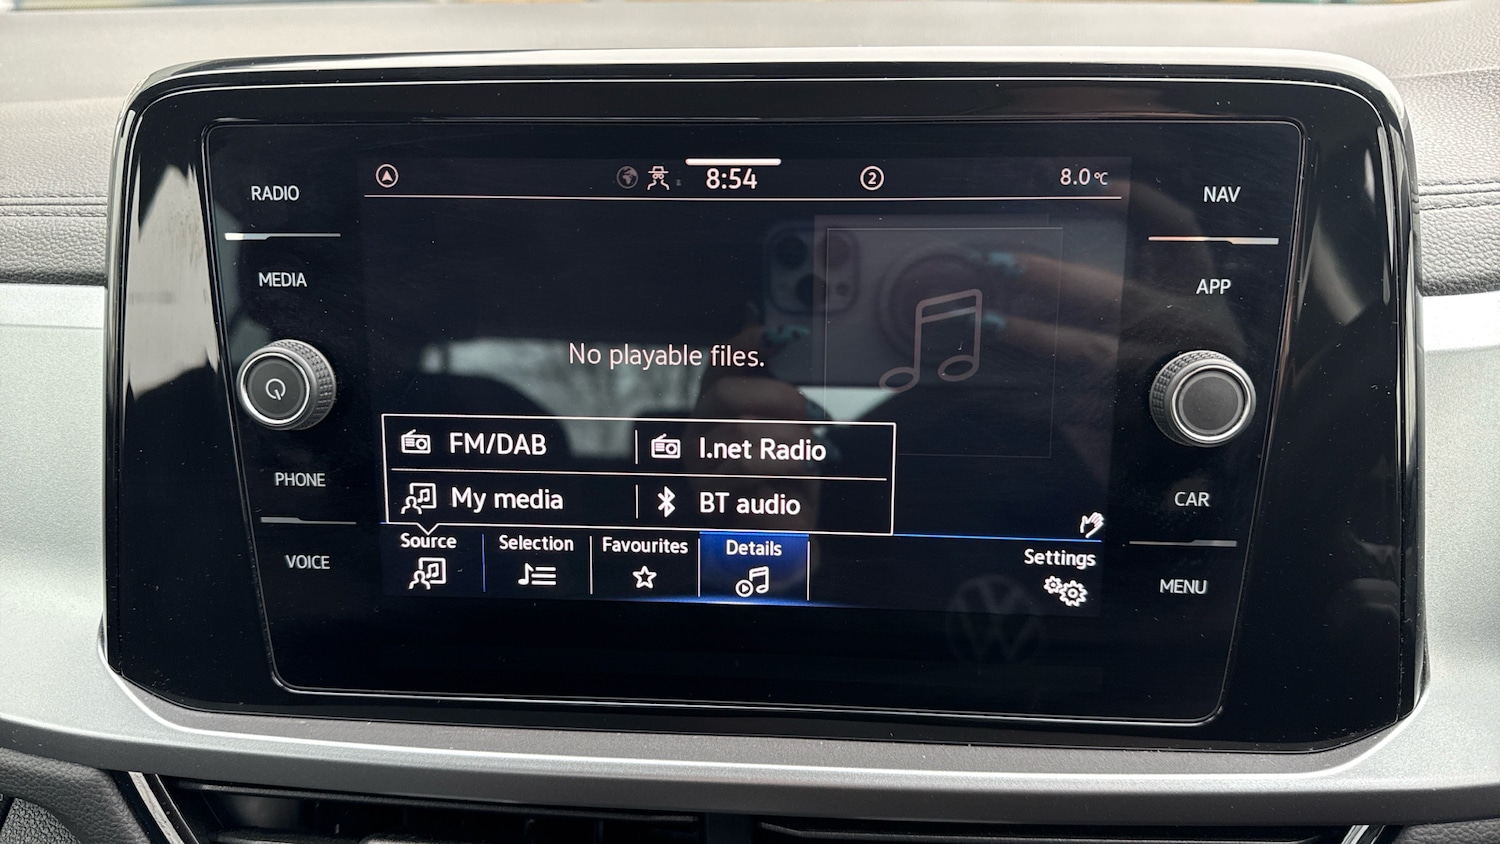 8:54
2
8.0 °C
RADIO
MEDIA
PHONE
VOICE
No playable files.
FM/DAB
I.net Radio
My media
BT audio
Source
Selection
Favourites
Details
Settings
NAV
APP
CAR
MENU